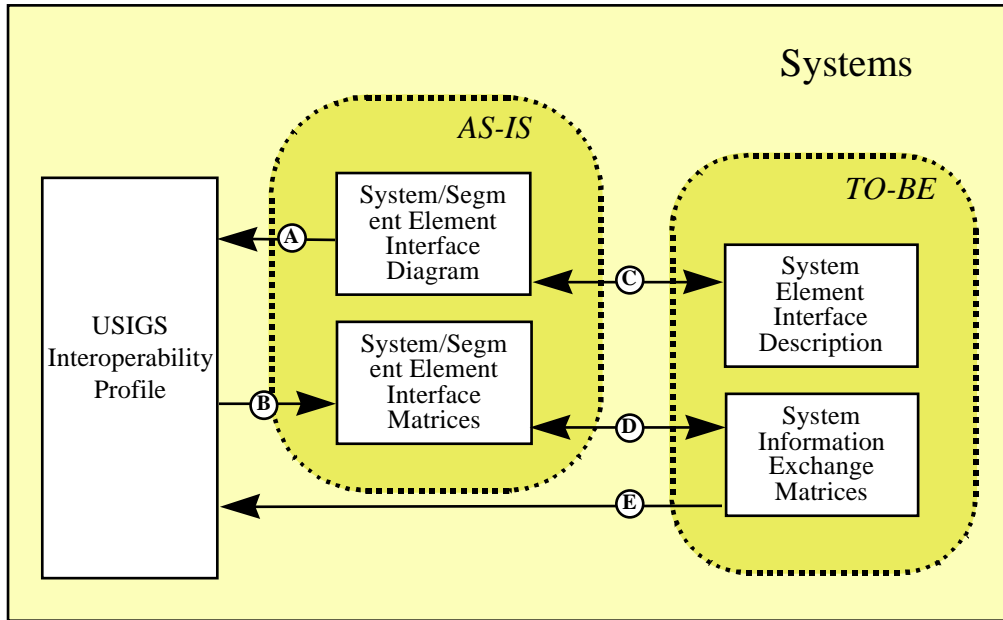 Systems
AS-IS
TO-BE
USIGS
Interoperability
Profile
System/Segm
ent Element
Interface
Diagram
System/Segm
ent Element
Interface
Matrices
System
Element
Interface
Description
System
Information
Exchange
Matrices
A
B
C
D
E